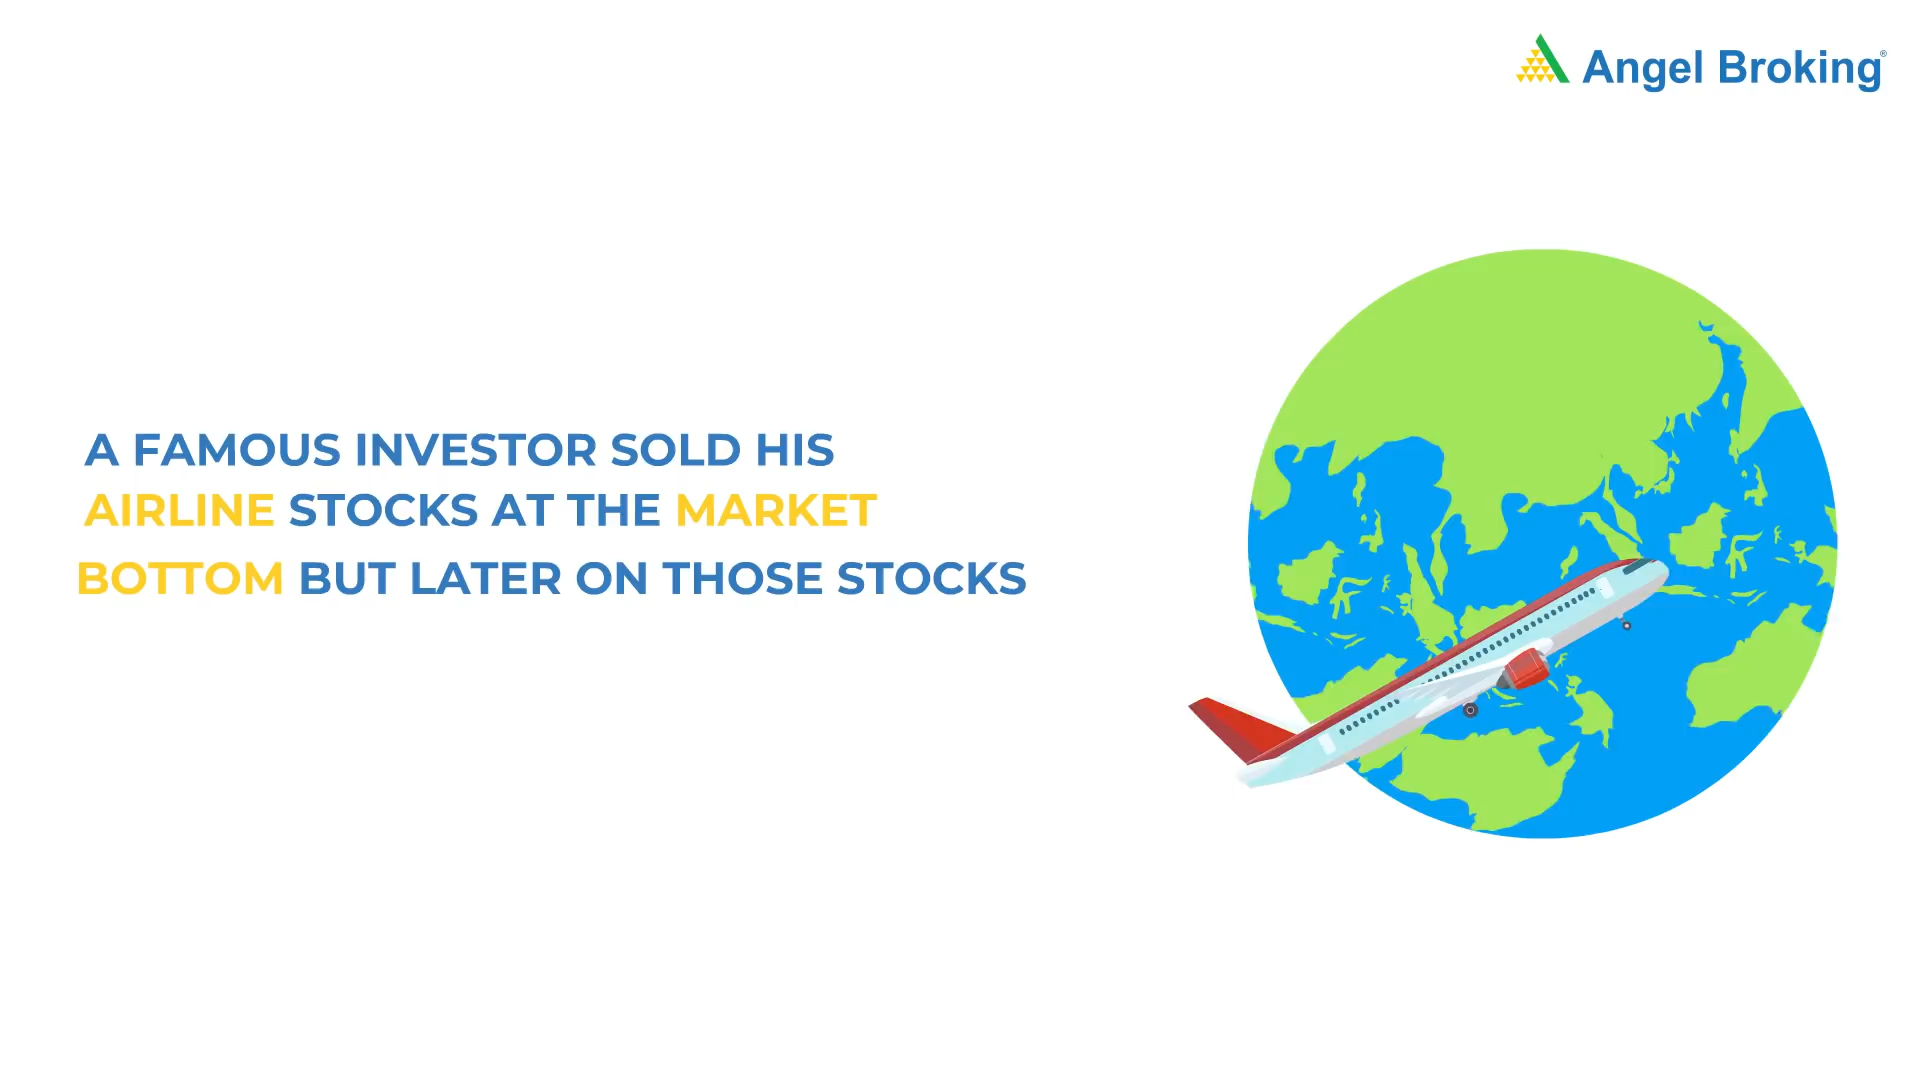 Angel Broking®
A FAMOUS INVESTOR SOLD HIS
AIRLINE STOCKS AT THE MARKET
BOTTOM BUT LATER ON THOSE STOCKS